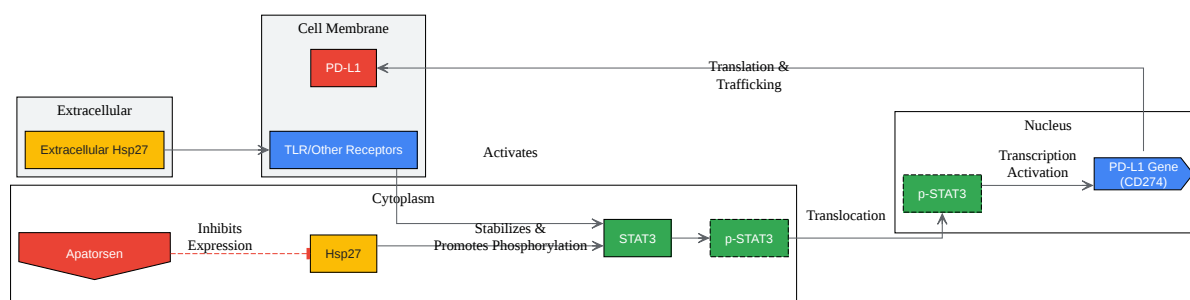 Cell Membrane
PD-L1
Translation &
Trafficking
Extracellular
Extracellular Hsp27
TLR/Other Receptors
Activates
Nucleus
Transcription
Activation
PD-L1 Gene
(CD274)
p-STAT3
Cytoplasm
Translocation
Inhibits
Expression
Stabilizes &
Promotes Phosphorylation
Apatorsen
Hsp27
STAT3
p-STAT3